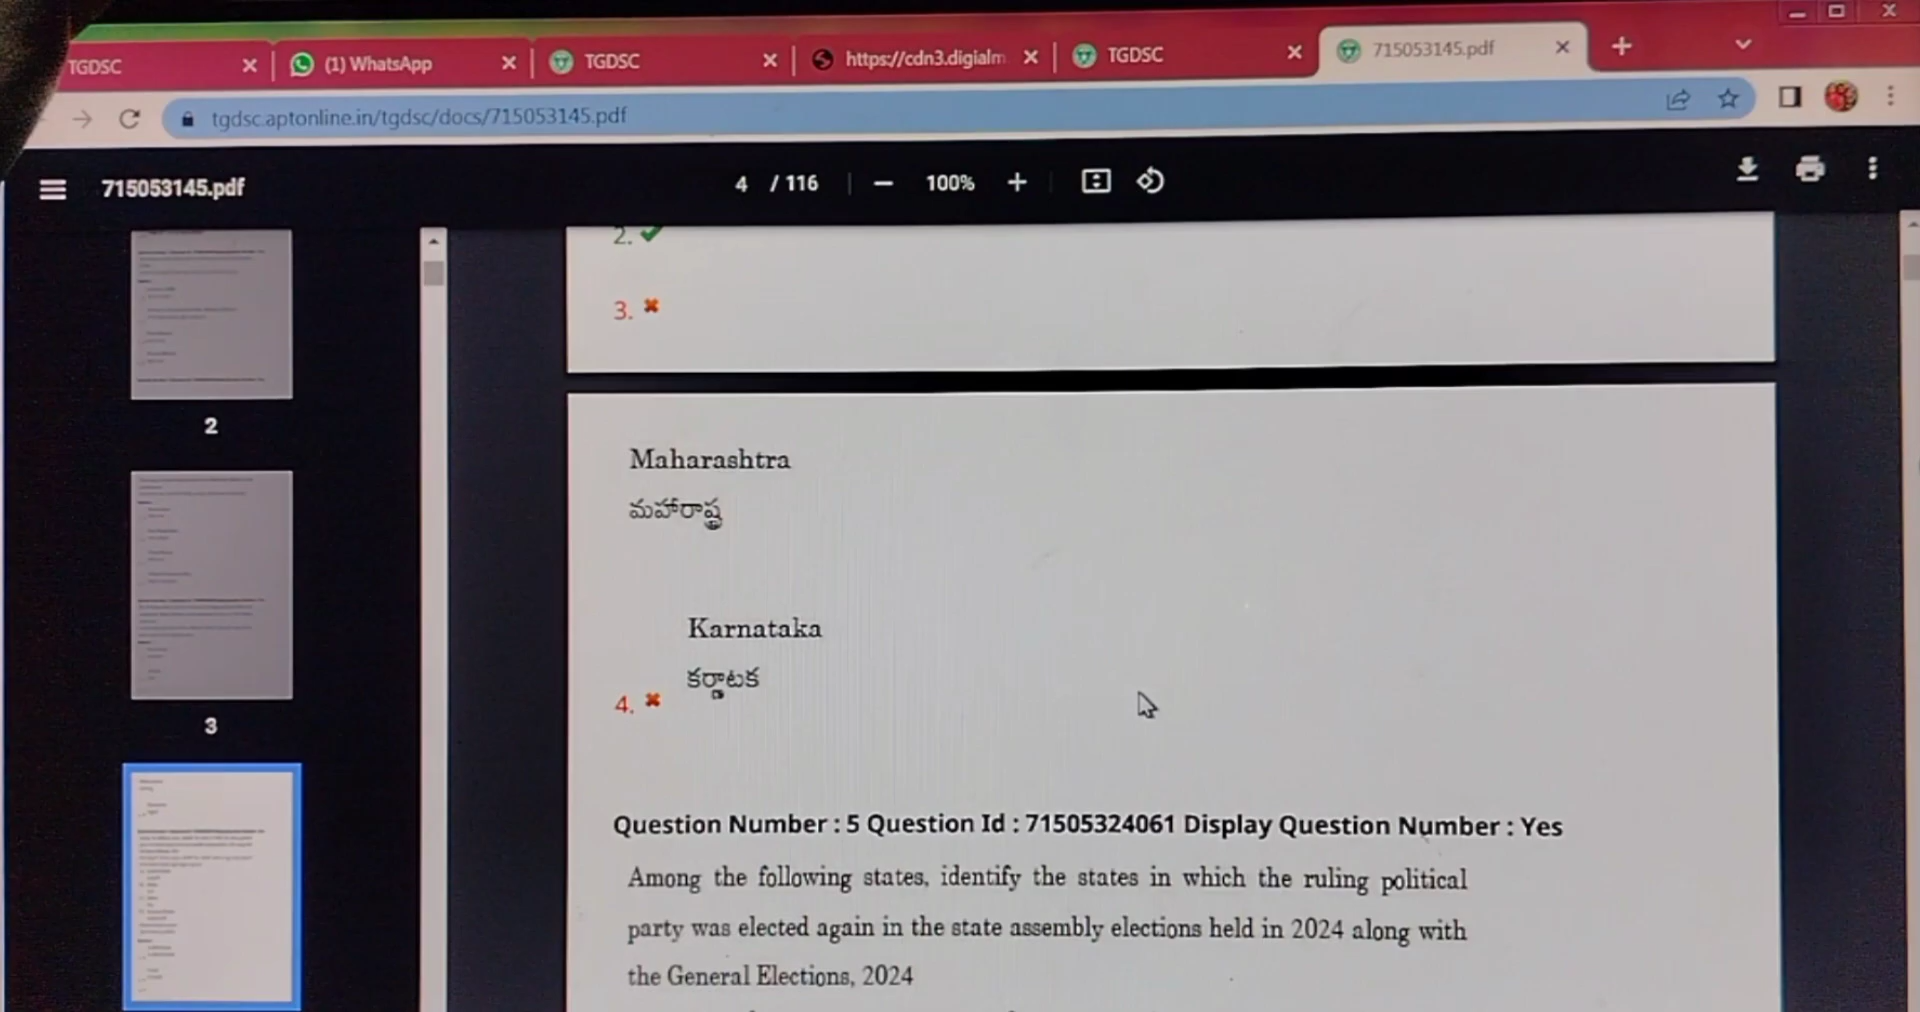 TGDSC
(1) WhatsApp
TGDSC
https://cdn3.digialm
TGDSC
715053145.pdf
tgdsc.aptonline.in/tgdsc/docs/715053145.pdf
715053145.pdf
4 / 116
100%
2.
3.
2
3
Maharashtra
మహారాష్ట్ర
Karnataka
కర్ణాటక
4.
Question Number : 5 Question Id : 71505324061 Display Question Number : Yes
Among the following states, identify the states in which the ruling political
party was elected again in the state assembly elections held in 2024 along with
the General Elections, 2024